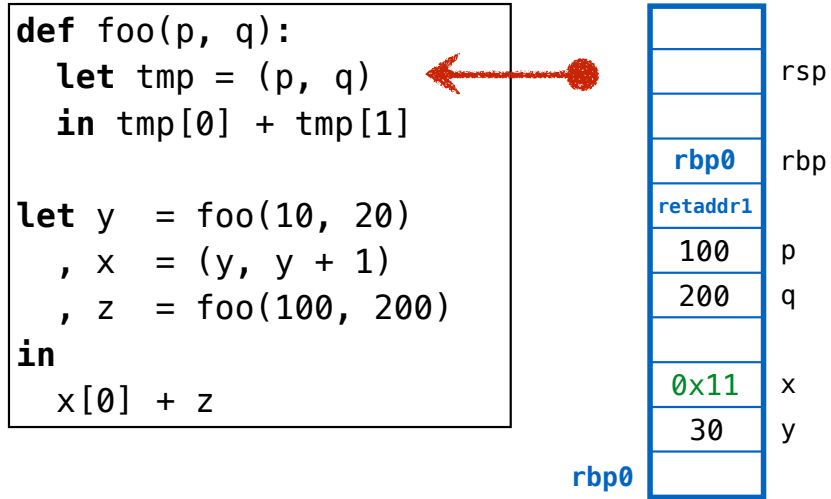 def foo(p, q):
  let tmp = (p, q)
  in tmp[0] + tmp[1]
let y  = foo(10, 20)
  , x  = (y, y + 1)
  , z  = foo(100, 200)
in
  x[0] + z
rsp
rbp0 rbp
retaddr1
100 p
200 q
0x11 x
30 y
rbp0